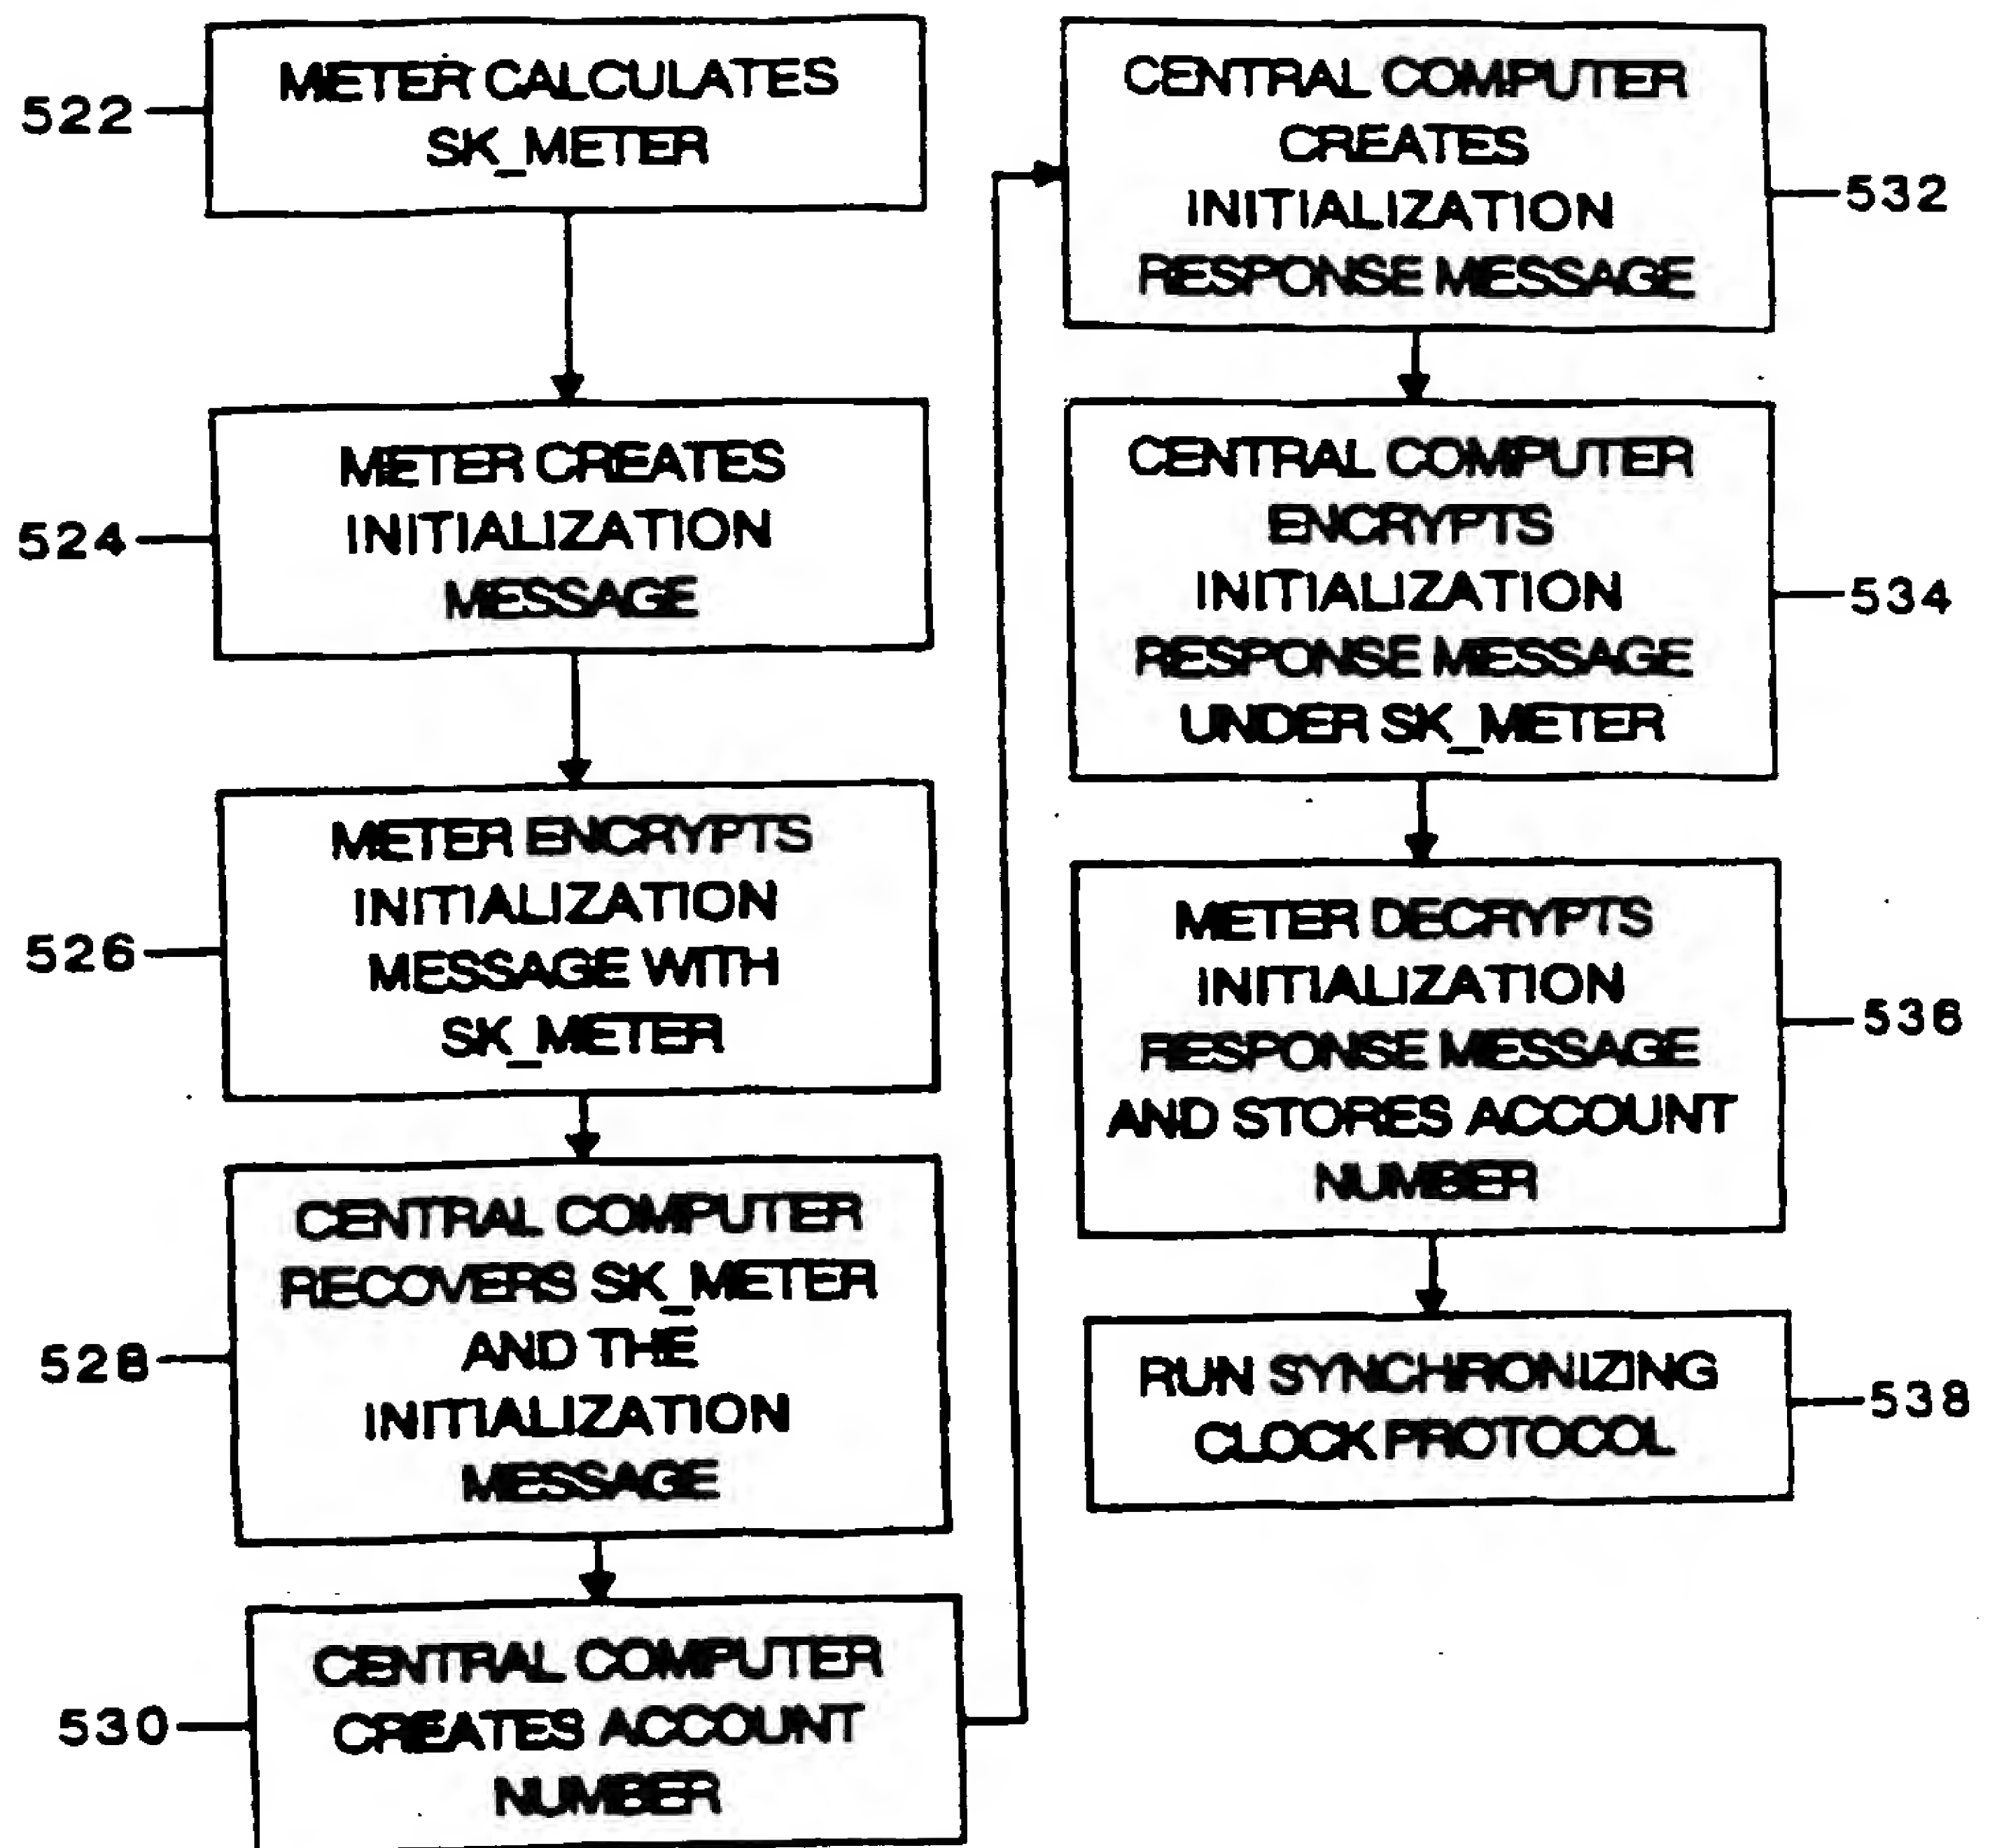 522
METER CALCULATES
SK_METER
524
METER CREATES
INITIALIZATION
MESSAGE
526
METER ENCRYPTS
INITIALIZATION
MESSAGE WITH
SK_METER
528
CENTRAL COMPUTER
RECOVERS SK_METER
AND THE
INITIALIZATION
MESSAGE
530
CENTRAL COMPUTER
CREATES ACCOUNT
NUMBER
CENTRAL COMPUTER
CREATES
INITIALIZATION
RESPONSE MESSAGE
532
CENTRAL COMPUTER
ENCRYPTS
INITIALIZATION
RESPONSE MESSAGE
UNDER SK_METER
534
METER DECRYPTS
INITIALIZATION
RESPONSE MESSAGE
AND STORES ACCOUNT
NUMBER
536
RUN SYNCHRONIZING
CLOCK PROTOCOL
538